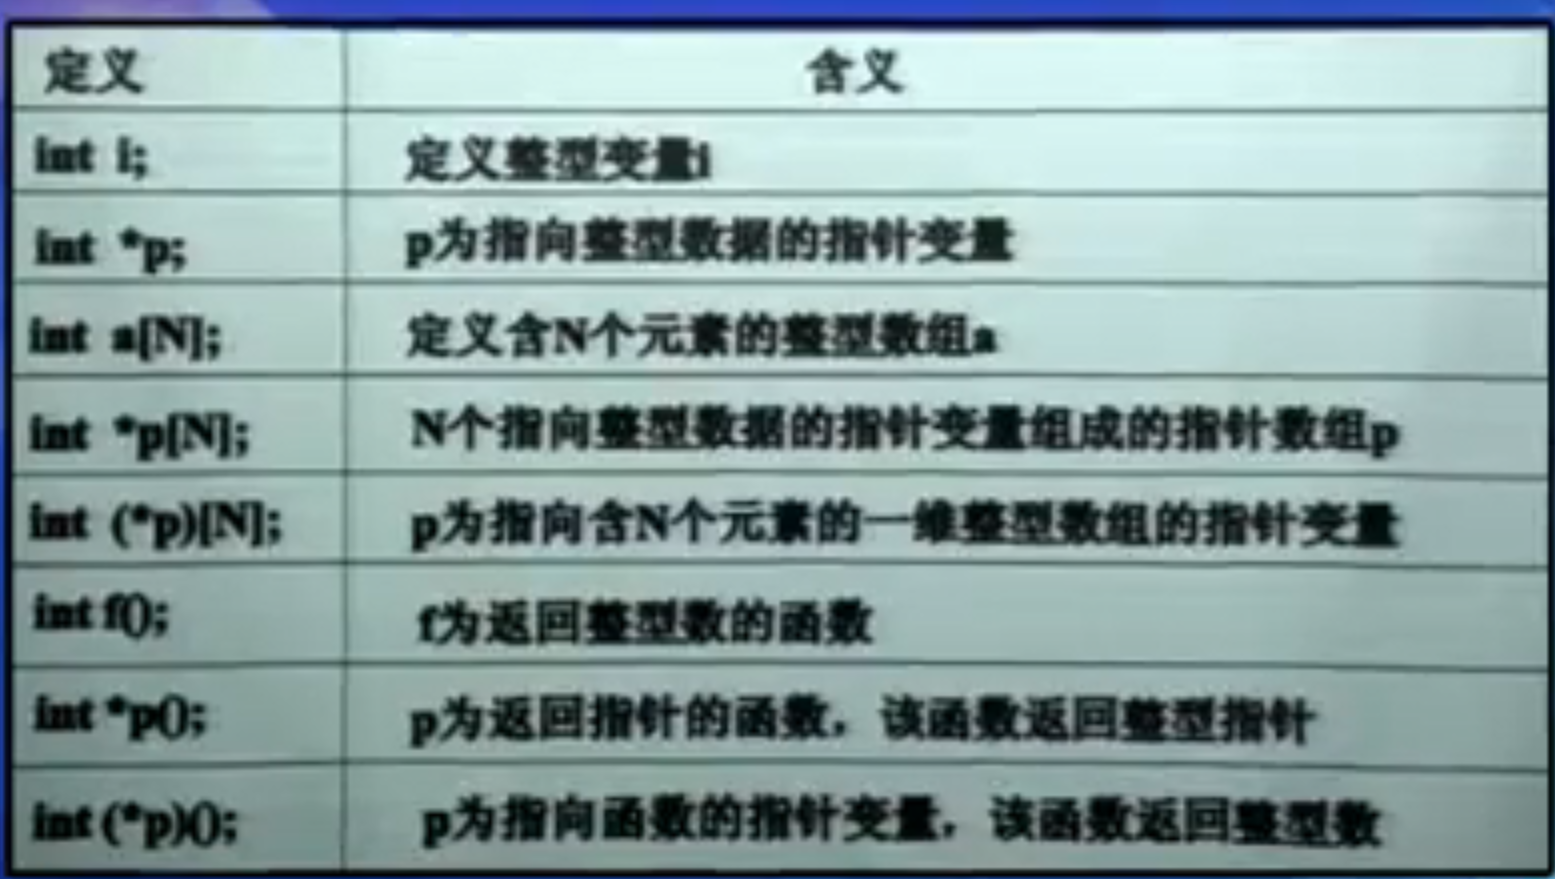 定义 含义
int i; 定义整型变量i
int *p; p为指向整型数据的指针变量
int a[N]; 定义含N个元素的整型数组a
int *p[N]; N个指向整型数据的指针变量组成的指针数组p
int (*p)[N]; p为指向含N个元素的一维整型数组的指针变量
int f(); f为返回整型数的函数
int *p(); p为返回指针的函数，该函数返回整型指针
int (*p)(); p为指向函数的指针变量，该函数返回整型数